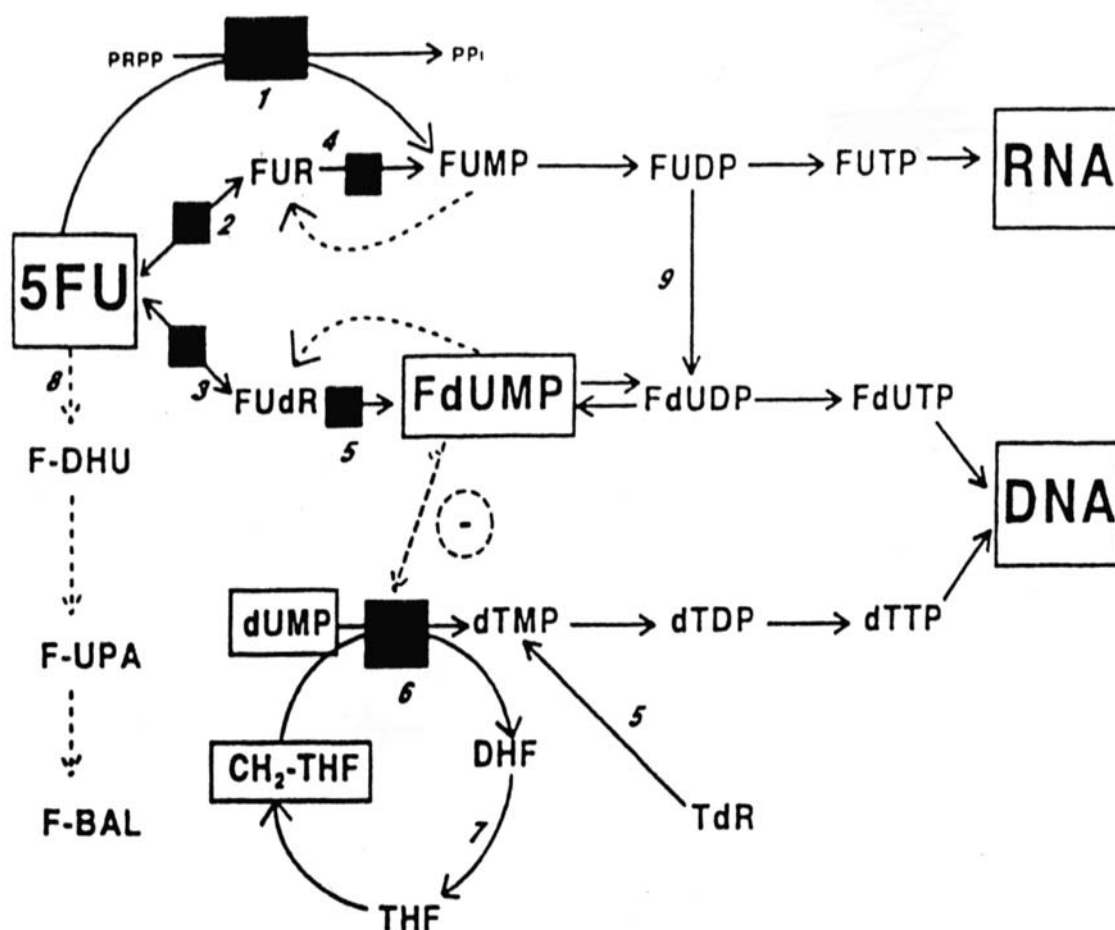 PRPP
PPi
1
4
FUR
FUMP
FUDP
FUTP
RNA
2
5FU
9
3
8
FUdR
5
FdUMP
FdUDP
FdUTP
F-DHU
-
DNA
dUMP
dTMP
dTDP
dTTP
F-UPA
6
5
CH₂-THF
DHF
F-BAL
7
TdR
THF